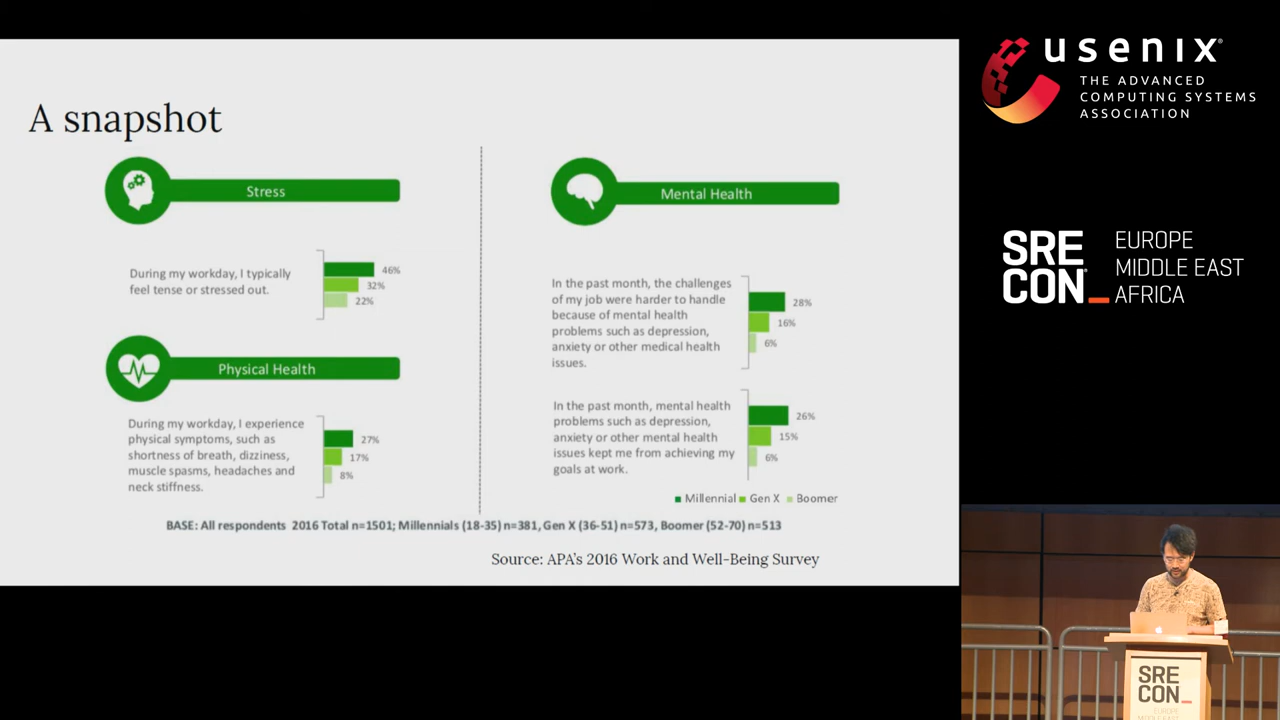 A snapshot
Stress
During my workday, I typically
feel tense or stressed out.
46%
32%
22%
Physical Health
During my workday, I experience
physical symptoms, such as
shortness of breath, dizziness,
muscle spasms, headaches and
neck stiffness.
27%
17%
8%
Mental Health
In the past month, the challenges
of my job were harder to handle
because of mental health
problems such as depression,
anxiety or other medical health
issues.
28%
16%
6%
In the past month, mental health
problems such as depression,
anxiety or other mental health
issues kept me from achieving my
goals at work.
26%
15%
6%
Millennial Gen X Boomer
BASE: All respondents 2016 Total n=1501; Millennials (18-35) n=381, Gen X (36-51) n=573, Boomer (52-70) n=513
Source: APA's 2016 Work and Well-Being Survey
usenix®
THE ADVANCED
COMPUTING SYSTEMS
ASSOCIATION
SRE
CON_
EUROPE
MIDDLE EAST
AFRICA
SRE
CON_
EUROPE
MIDDLE EAST